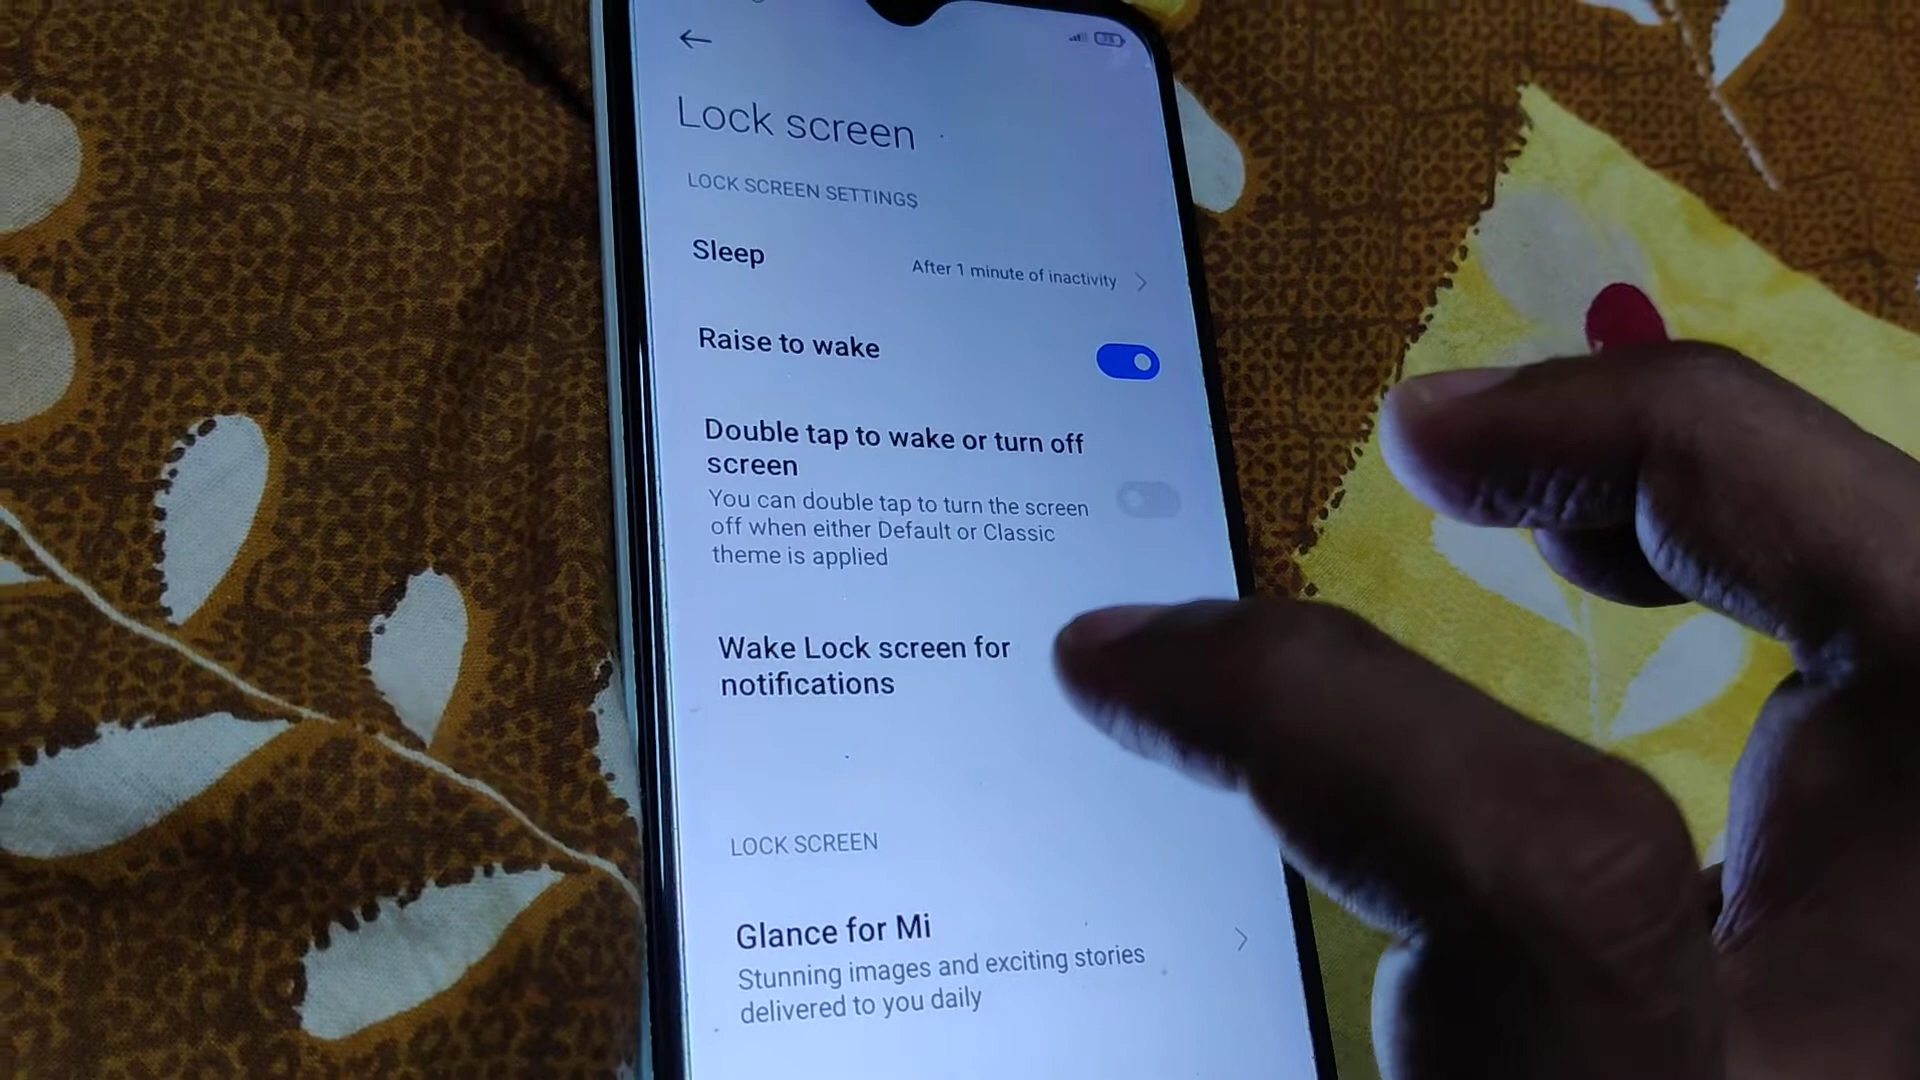 Lock screen
LOCK SCREEN SETTINGS
Sleep
After 1 minute of inactivity
Raise to wake
Double tap to wake or turn off
screen
You can double tap to turn the screen
off when either Default or Classic
theme is applied
Wake Lock screen for
notifications
LOCK SCREEN
Glance for Mi
Stunning images and exciting stories
delivered to you daily